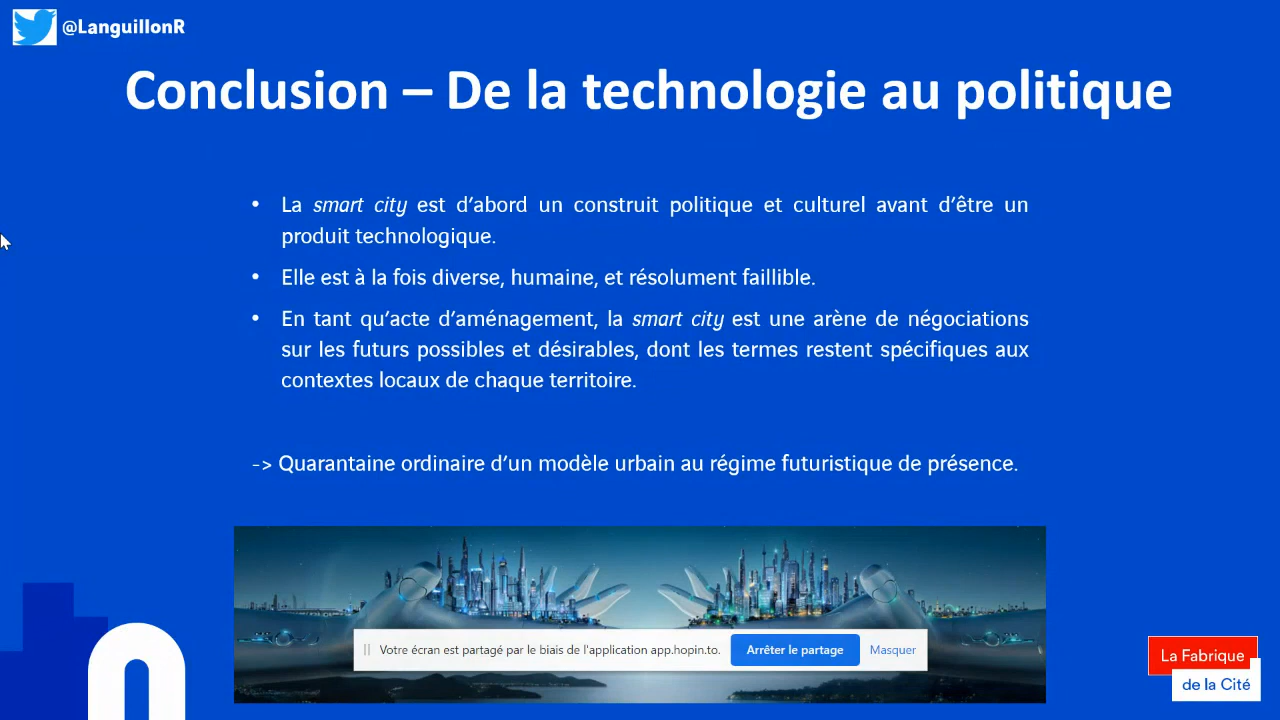 @LanguillonR
Conclusion – De la technologie au politique
• La smart city est d'abord un construit politique et culturel avant d'être un
produit technologique.
• Elle est à la fois diverse, humaine, et résolument faillible.
• En tant qu'acte d'aménagement, la smart city est une arène de négociations
sur les futurs possibles et désirables, dont les termes restent spécifiques aux
contextes locaux de chaque territoire.
-> Quarantaine ordinaire d'un modèle urbain au régime futuristique de présence.
Votre écran est partagé par le biais de l'application app.hopin.to. Arrêter le partage Masquer
La Fabrique
de la Cité